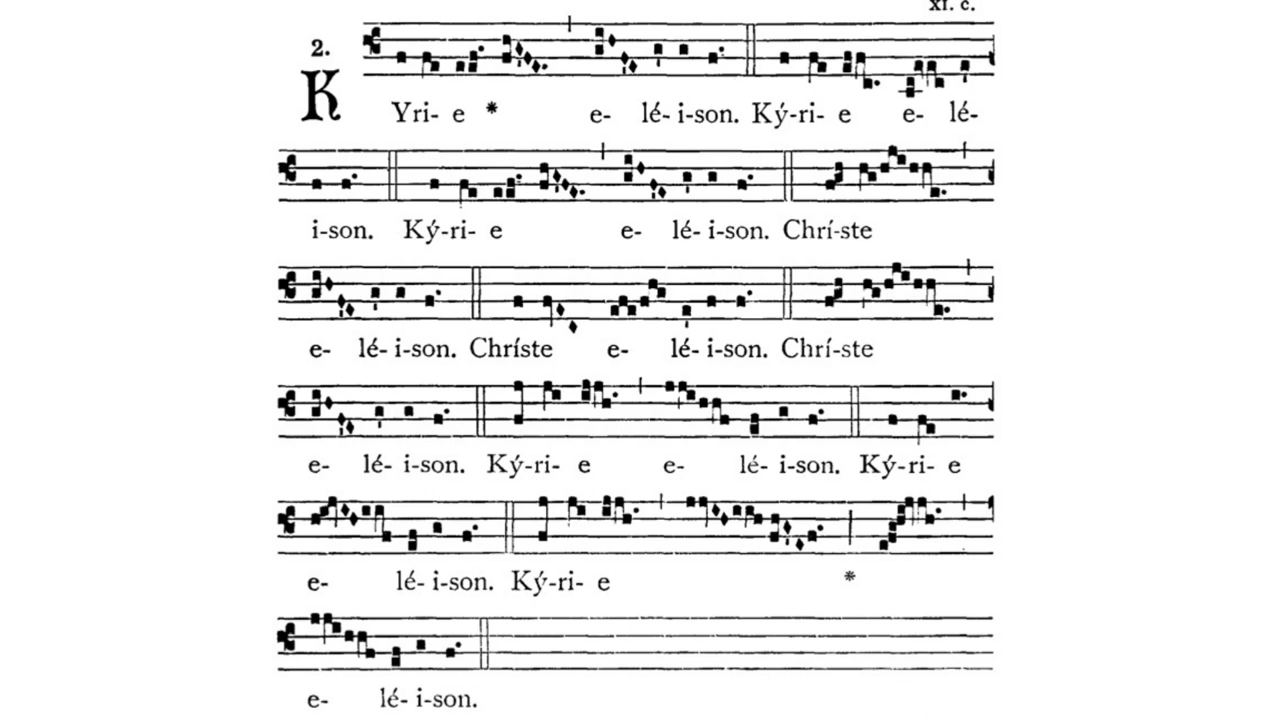 XI. c.
2.
KYri- e * e- lé- i-son. Ký-ri- e e- lé-
i-son. Ký-ri- e e- lé- i-son. Chrí-ste
e- lé- i-son. Chríste e- lé- i-son. Chrí-ste
e- lé- i-son. Ký-ri- e e- lé- i-son. Ký-ri- e
e- lé- i-son. Ký-ri- e *
e- lé- i-son.